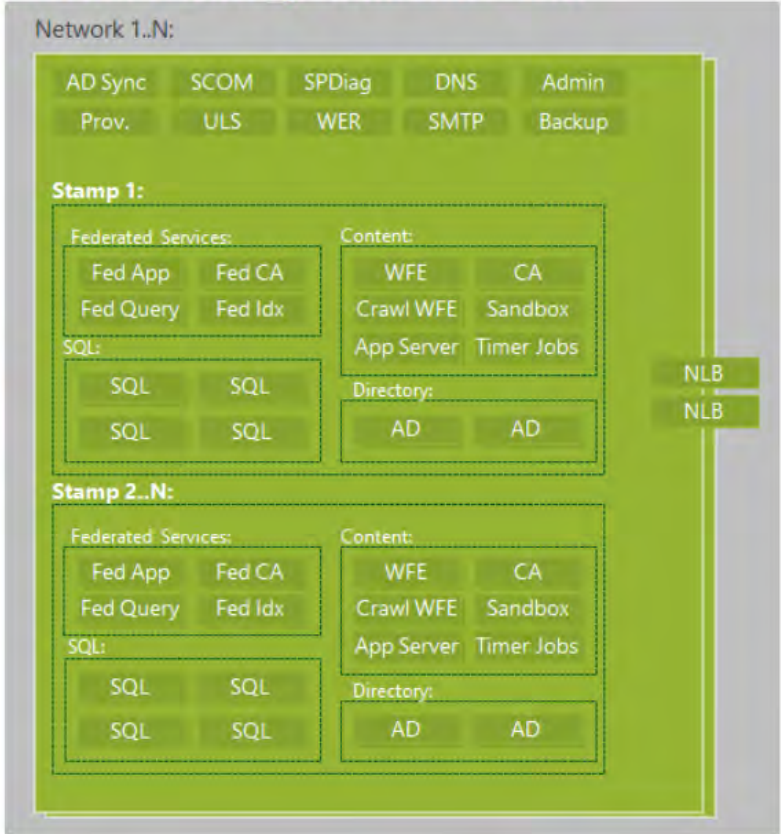 Network 1..N:
AD Sync SCOM SPDiag DNS Admin
Prov. ULS WER SMTP Backup
Stamp 1:
Federated Services:
Fed App Fed CA
Fed Query Fed Idx
SQL:
SQL SQL
SQL SQL
Content:
WFE CA
Crawl WFE Sandbox
App Server Timer Jobs
Directory:
AD AD
NLB
NLB
Stamp 2..N:
Federated Services:
Fed App Fed CA
Fed Query Fed Idx
SQL:
SQL SQL
SQL SQL
Content:
WFE CA
Crawl WFE Sandbox
App Server Timer Jobs
Directory:
AD AD